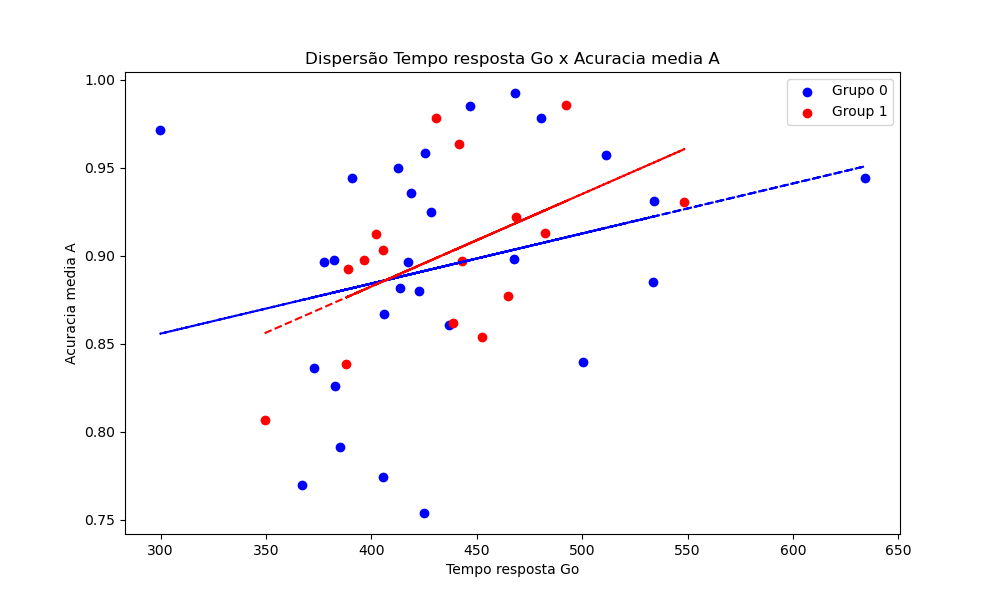 Dispersão Tempo resposta Go x Acuracia media A
Grupo 0
Group 1
1.00
0.95
0.90
0.85
0.80
0.75
Acuracia media A
300
350
400
450
500
550
600
650
Tempo resposta Go